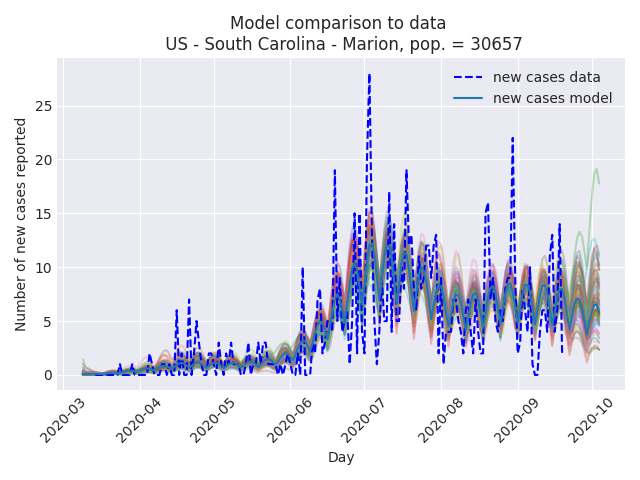 Model comparison to data
US - South Carolina - Marion, pop. = 30657
new cases data
new cases model
Number of new cases reported
25
20
15
10
5
0
2020-03
2020-04
2020-05
2020-06
2020-07
2020-08
2020-09
2020-10
Day